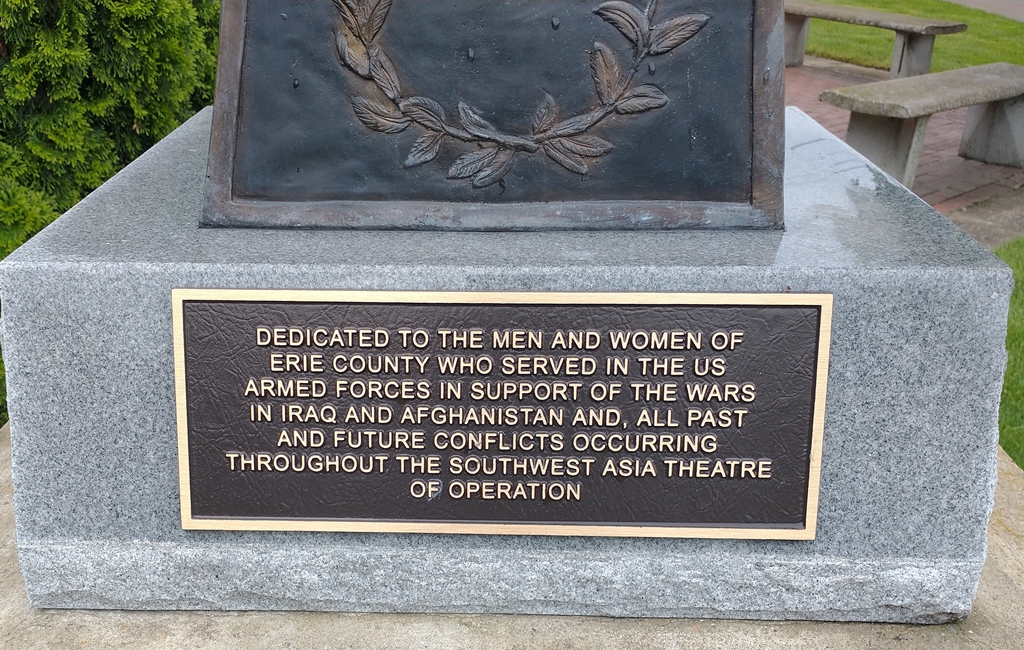 DEDICATED TO THE MEN AND WOMEN OF
ERIE COUNTY WHO SERVED IN THE US
ARMED FORCES IN SUPPORT OF THE WARS
IN IRAQ AND AFGHANISTAN AND, ALL PAST
AND FUTURE CONFLICTS OCCURRING
THROUGHOUT THE SOUTHWEST ASIA THEATRE
OF OPERATION